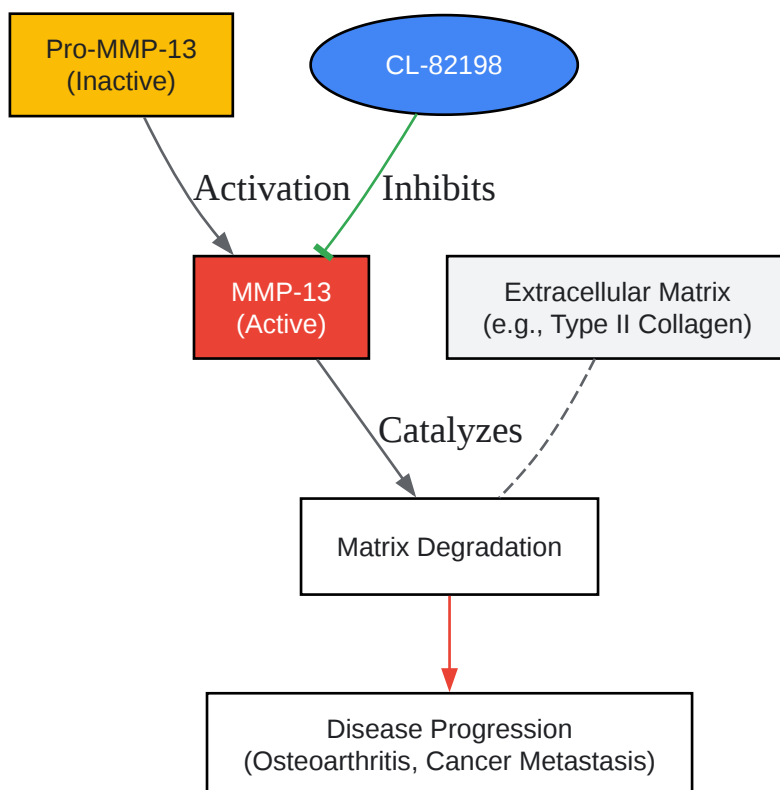 Pro-MMP-13
(Inactive)
CL-82198
Activation
Inhibits
MMP-13
(Active)
Extracellular Matrix
(e.g., Type II Collagen)
Catalyzes
Matrix Degradation
Disease Progression
(Osteoarthritis, Cancer Metastasis)